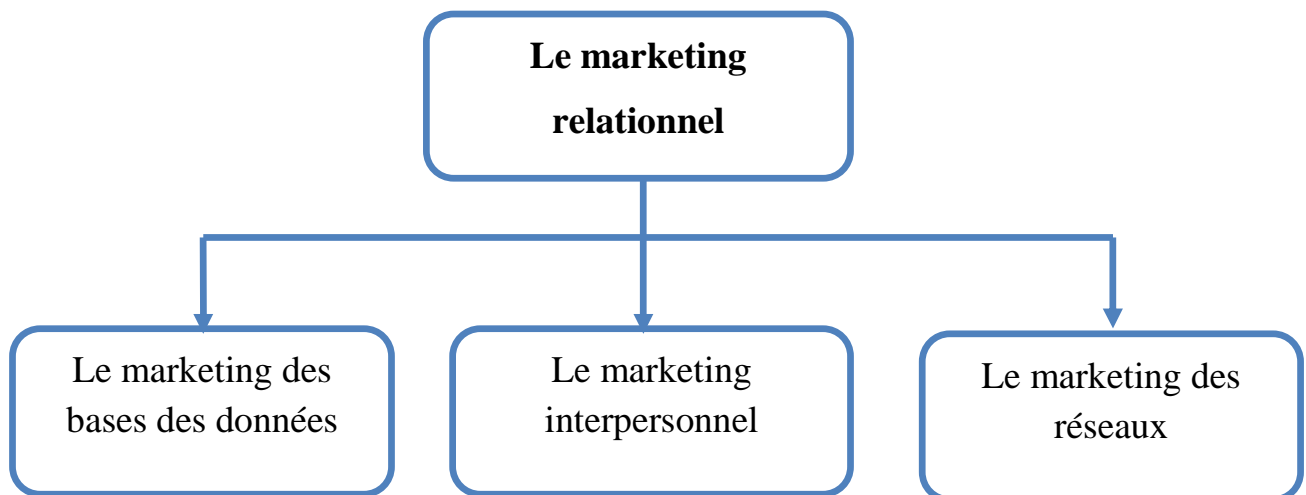 Le marketing
relationnel
Le marketing des
bases des données
Le marketing
interpersonnel
Le marketing des
réseaux